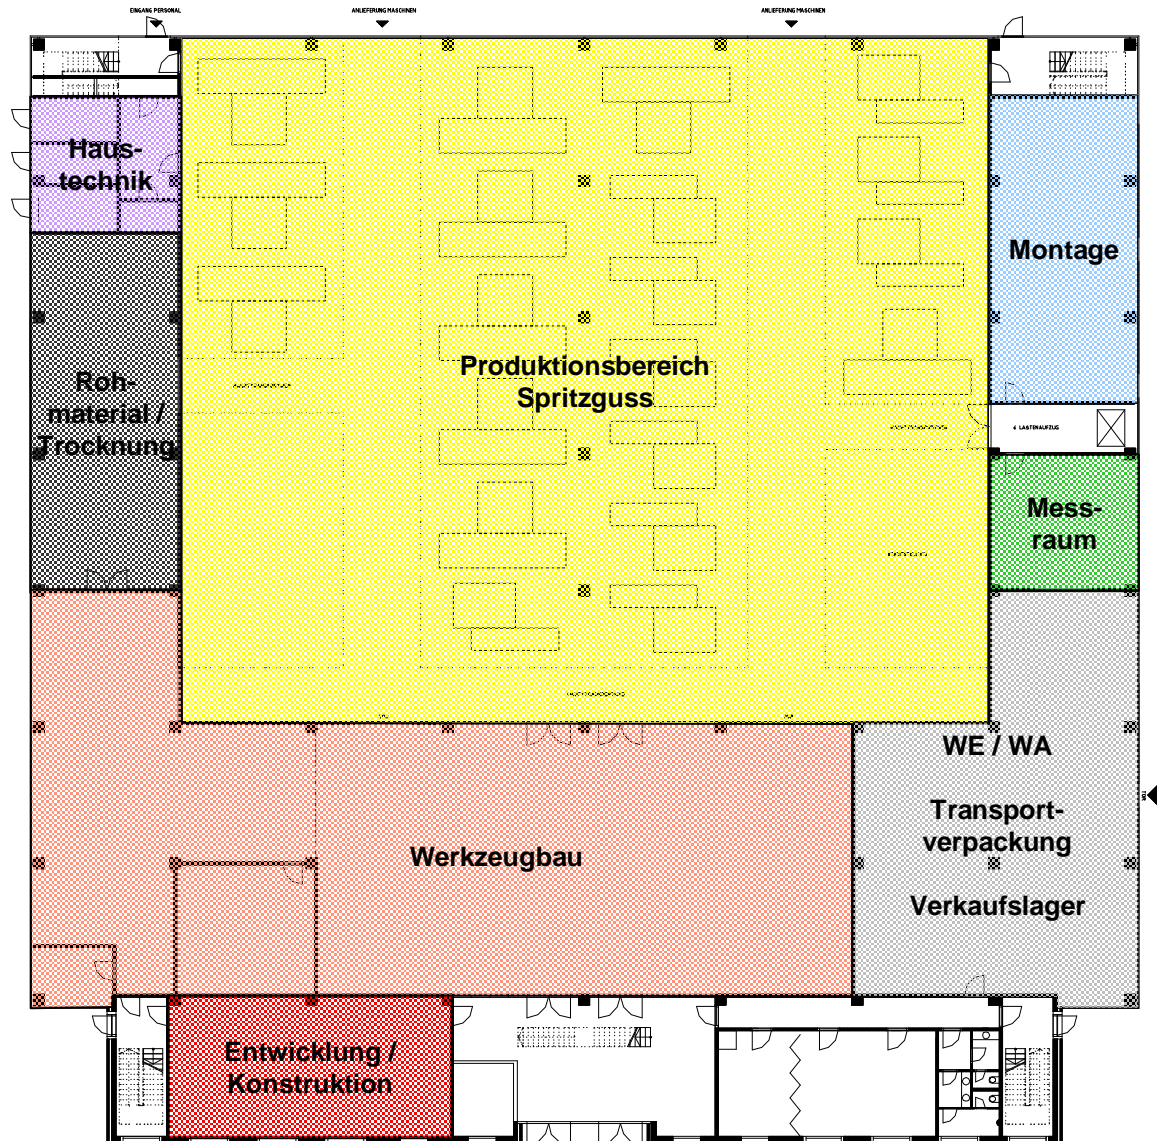 EINGANG PERSONAL
ANLIEFERUNG MASCHINEN
ANLIEFERUNG MASCHINEN
Haus-
technik
Montage
Roh-
material /
Trocknung
Produktionsbereich
Spritzguss
LASTENAUFZUG
Mess-
raum
WE / WA
Transport-
verpackung
Verkaufslager
TOR
Werkzeugbau
Entwicklung /
Konstruktion